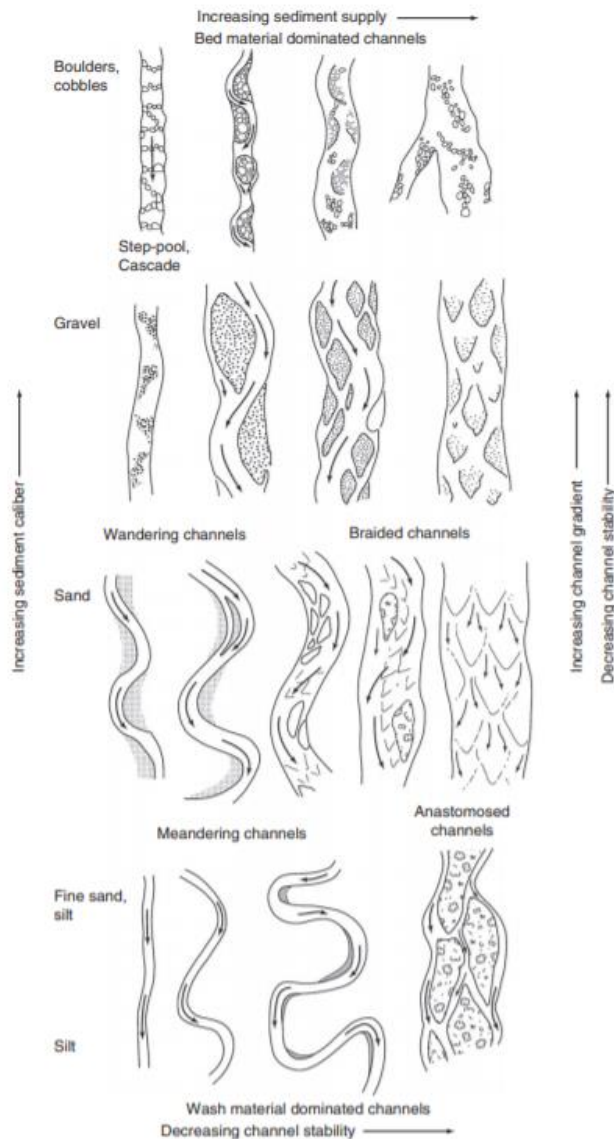 Increasing sediment supply
Bed material dominated channels
Boulders,
cobbles
Step-pool,
Cascade
Gravel
Increasing sediment caliber
Increasing channel gradient
Decreasing channel stability
Wandering channels
Braided channels
Sand
Meandering channels
Anastomosed
channels
Fine sand,
silt
Silt
Wash material dominated channels
Decreasing channel stability